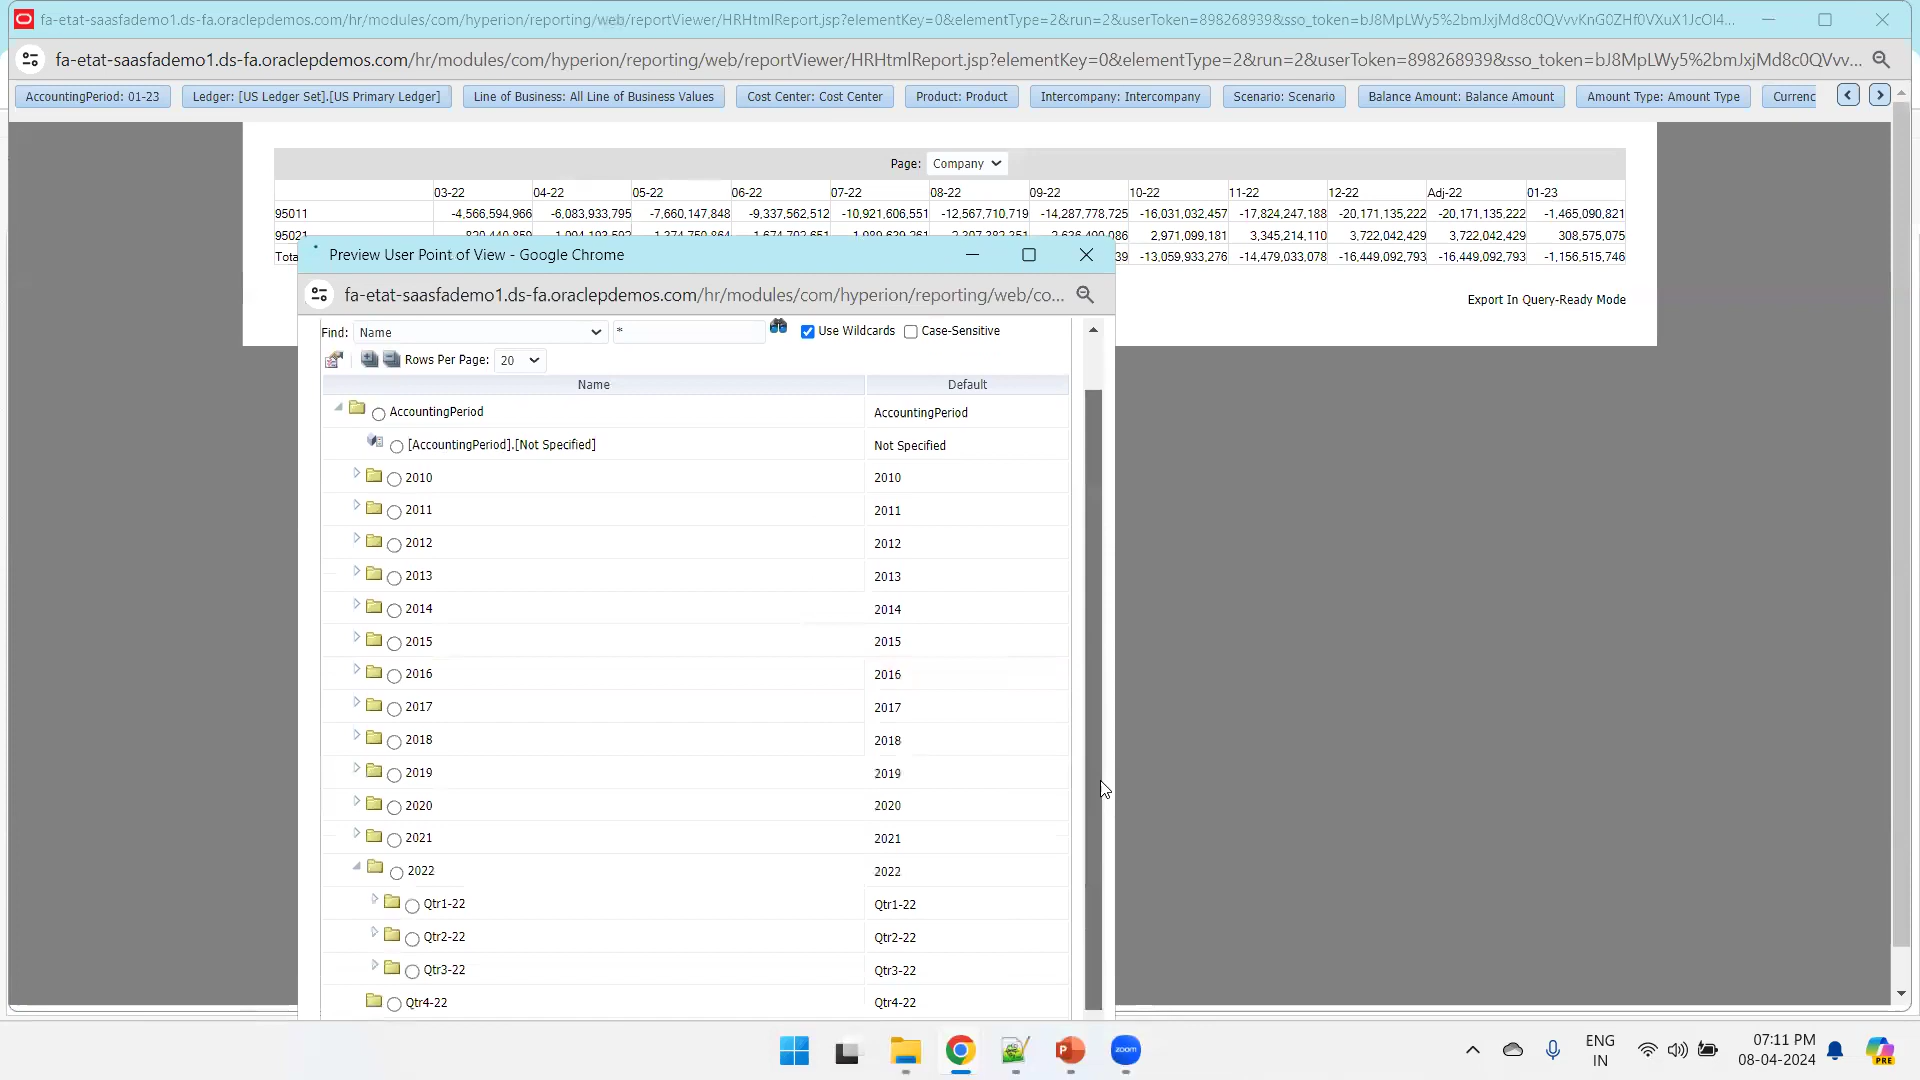 fa-etat-saasfademo1.ds-fa.oraclepdemos.com/hr/modules/com/hyperion/reporting/web/reportViewer/HRHtmlReport.jsp?elementKey=0&elementType=2&run=2&userToken=898268939&sso_token=bJ8MpLWy5%2bmJxjMd8c0QVvvKnG0ZHf0VXuX1JcOl4...
fa-etat-saasfademo1.ds-fa.oraclepdemos.com/hr/modules/com/hyperion/reporting/web/reportViewer/HRHtmlReport.jsp?elementKey=0&elementType=2&run=2&userToken=898268939&sso_token=bJ8MpLWy5%2bmJxjMd8c0QVvv...
AccountingPeriod: 01-23 Ledger: [US Ledger Set].[US Primary Ledger] Line of Business: All Line of Business Values Cost Center: Cost Center Product: Product Intercompany: Intercompany Scenario: Scenario Balance Amount: Balance Amount Amount Type: Amount Type Currenc
Page: Company
03-22 04-22 05-22 06-22 07-22 08-22 09-22 10-22 11-22 12-22 Adj-22 01-23
95011 -4,566,594,966 -6,083,933,795 -7,660,147,848 -9,337,562,512 -10,921,606,551 -12,567,710,719 -14,287,778,725 -16,031,032,457 -17,824,247,188 -20,171,135,222 -20,171,135,222 -1,465,090,821
95021 2,971,099,181 3,345,214,110 3,722,042,429 3,722,042,429 308,575,075
Tota 39 -13,059,933,276 -14,479,033,078 -16,449,092,793 -16,449,092,793 -1,156,515,746
Export In Query-Ready Mode
Preview User Point of View - Google Chrome
fa-etat-saasfademo1.ds-fa.oraclepdemos.com/hr/modules/com/hyperion/reporting/web/co...
Find: Name * Use Wildcards Case-Sensitive
Rows Per Page: 20
Name Default
AccountingPeriod AccountingPeriod
[AccountingPeriod].[Not Specified] Not Specified
2010 2010
2011 2011
2012 2012
2013 2013
2014 2014
2015 2015
2016 2016
2017 2017
2018 2018
2019 2019
2020 2020
2021 2021
2022 2022
Qtr1-22 Qtr1-22
Qtr2-22 Qtr2-22
Qtr3-22 Qtr3-22
Qtr4-22 Qtr4-22
zoom
ENG
IN
07:11 PM
08-04-2024
PRE